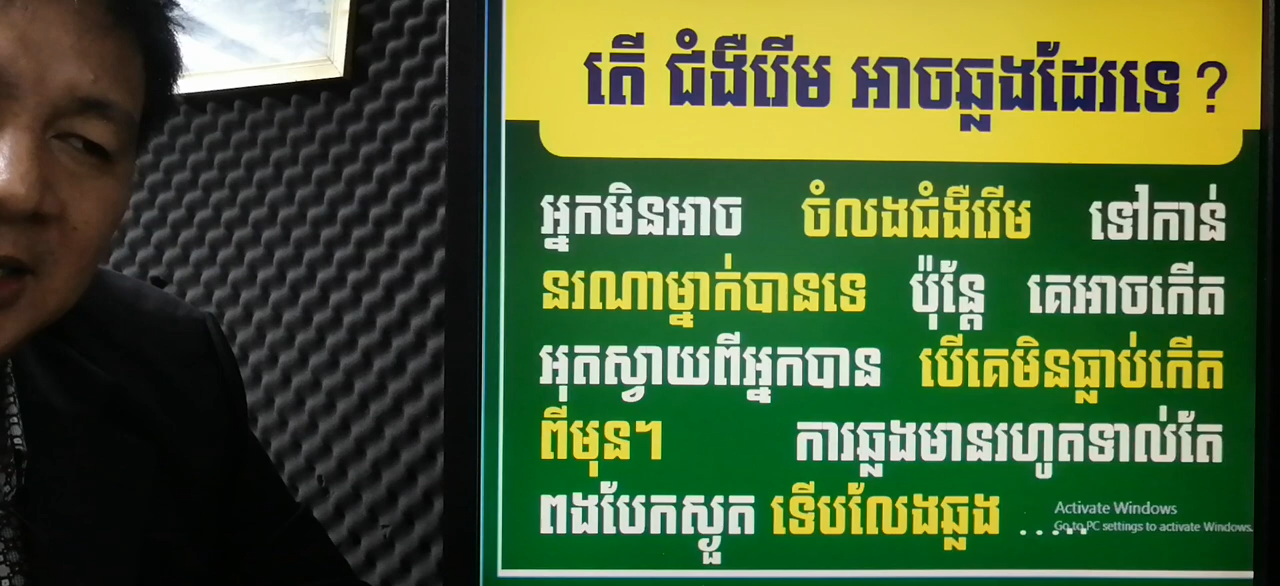 តើ ជំងឺរើម អាចឆ្លងដែរទេ ?
អ្នកមិនអាច ចំលងជំងឺរើម ទៅកាន់
នរណាម្នាក់បានទេ ប៉ុន្តែ គេអាចកើត
អុតស្វាយពីអ្នកបាន បើគេមិនធ្លាប់កើត
ពីមុន។ ការឆ្លងមានរហូតទាល់តែ
ពងបែកស្ងួត ទើបលែងឆ្លង ......
Activate Windows
Go to PC settings to activate Windows.